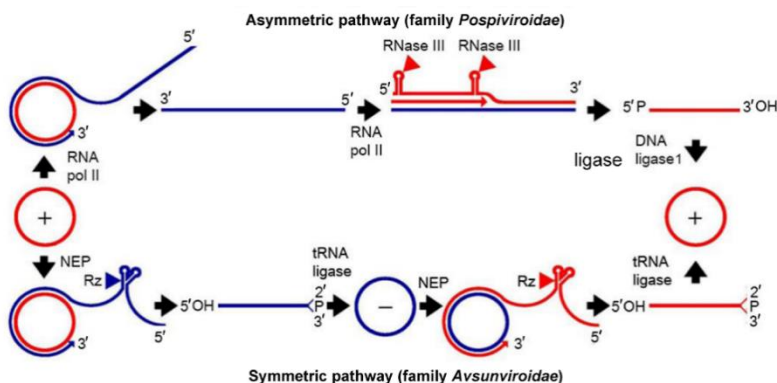 Asymmetric pathway (family Pospiviroidae)
5′
RNase III
RNase III
3′
3′
5′
5′
3′
5′P
3′OH
RNA
pol II
RNA
pol II
ligase
DNA
ligase1
+
+
NEP
Rz
5′OH
2′
P
3′
tRNA
ligase
−
NEP
Rz
5′OH
2′
P
3′
tRNA
ligase
3′
5′
3′
5′
Symmetric pathway (family Avsunviroidae)